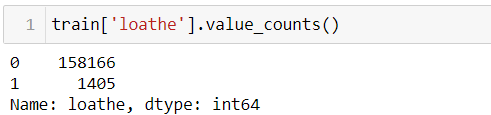 1 train['loathe'].value_counts()
0    158166
1      1405
Name: loathe, dtype: int64